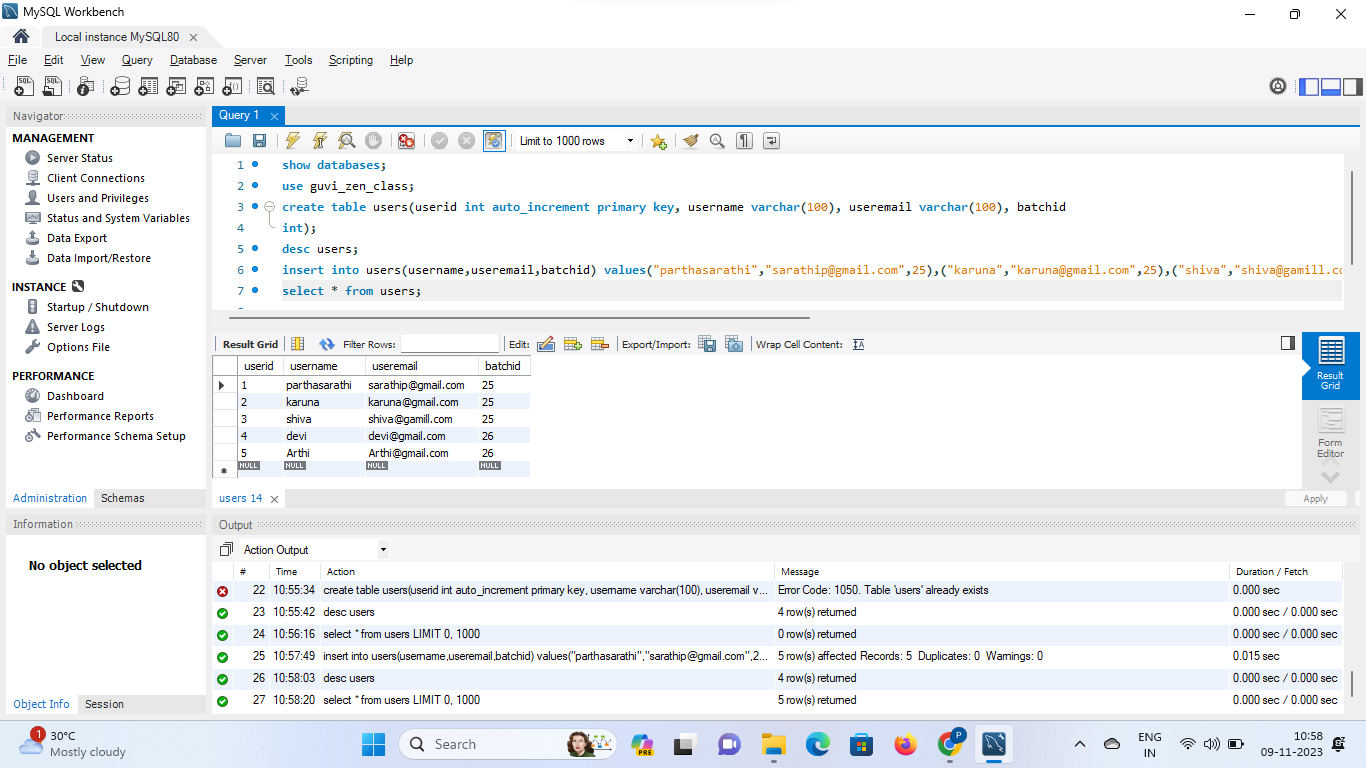 MySQL Workbench
Local instance MySQL80
File Edit View Query Database Server Tools Scripting Help
Navigator
MANAGEMENT
Server Status
Client Connections
Users and Privileges
Status and System Variables
Data Export
Data Import/Restore
INSTANCE
Startup / Shutdown
Server Logs
Options File
PERFORMANCE
Dashboard
Performance Reports
Performance Schema Setup
Administration Schemas
Information
No object selected
Object Info Session
Query 1
Limit to 1000 rows
1 show databases;
2 use guvi_zen_class;
3 create table users(userid int auto_increment primary key, username varchar(100), useremail varchar(100), batchid
4 int);
5 desc users;
6 insert into users(username,useremail,batchid) values("parthasarathi","sarathip@gmail.com",25),("karuna","karuna@gmail.com",25),("shiva","shiva@gamill.cc
7 select * from users;
Result Grid Filter Rows: Edit: Export/Import: Wrap Cell Content:
userid username useremail batchid
1 parthasarathi sarathip@gmail.com 25
2 karuna karuna@gmail.com 25
3 shiva shiva@gamill.com 25
4 devi devi@gmail.com 26
5 Arthi Arthi@gmail.com 26
NULL NULL NULL NULL
Result
Grid
Form
Editor
users 14
Apply
Output
Action Output
# Time Action Message Duration / Fetch
22 10:55:34 create table users(userid int auto_increment primary key, username varchar(100), useremail v... Error Code: 1050. Table 'users' already exists 0.000 sec
23 10:55:42 desc users 4 row(s) returned 0.000 sec / 0.000 sec
24 10:56:16 select * from users LIMIT 0, 1000 0 row(s) returned 0.000 sec / 0.000 sec
25 10:57:49 insert into users(username,useremail,batchid) values("parthasarathi","sarathip@gmail.com",2... 5 row(s) affected Records: 5 Duplicates: 0 Warnings: 0 0.015 sec
26 10:58:03 desc users 4 row(s) returned 0.000 sec / 0.000 sec
27 10:58:20 select * from users LIMIT 0, 1000 5 row(s) returned 0.000 sec / 0.000 sec
1
30°C
Mostly cloudy
Search
PRE
P
ENG
IN
10:58
09-11-2023